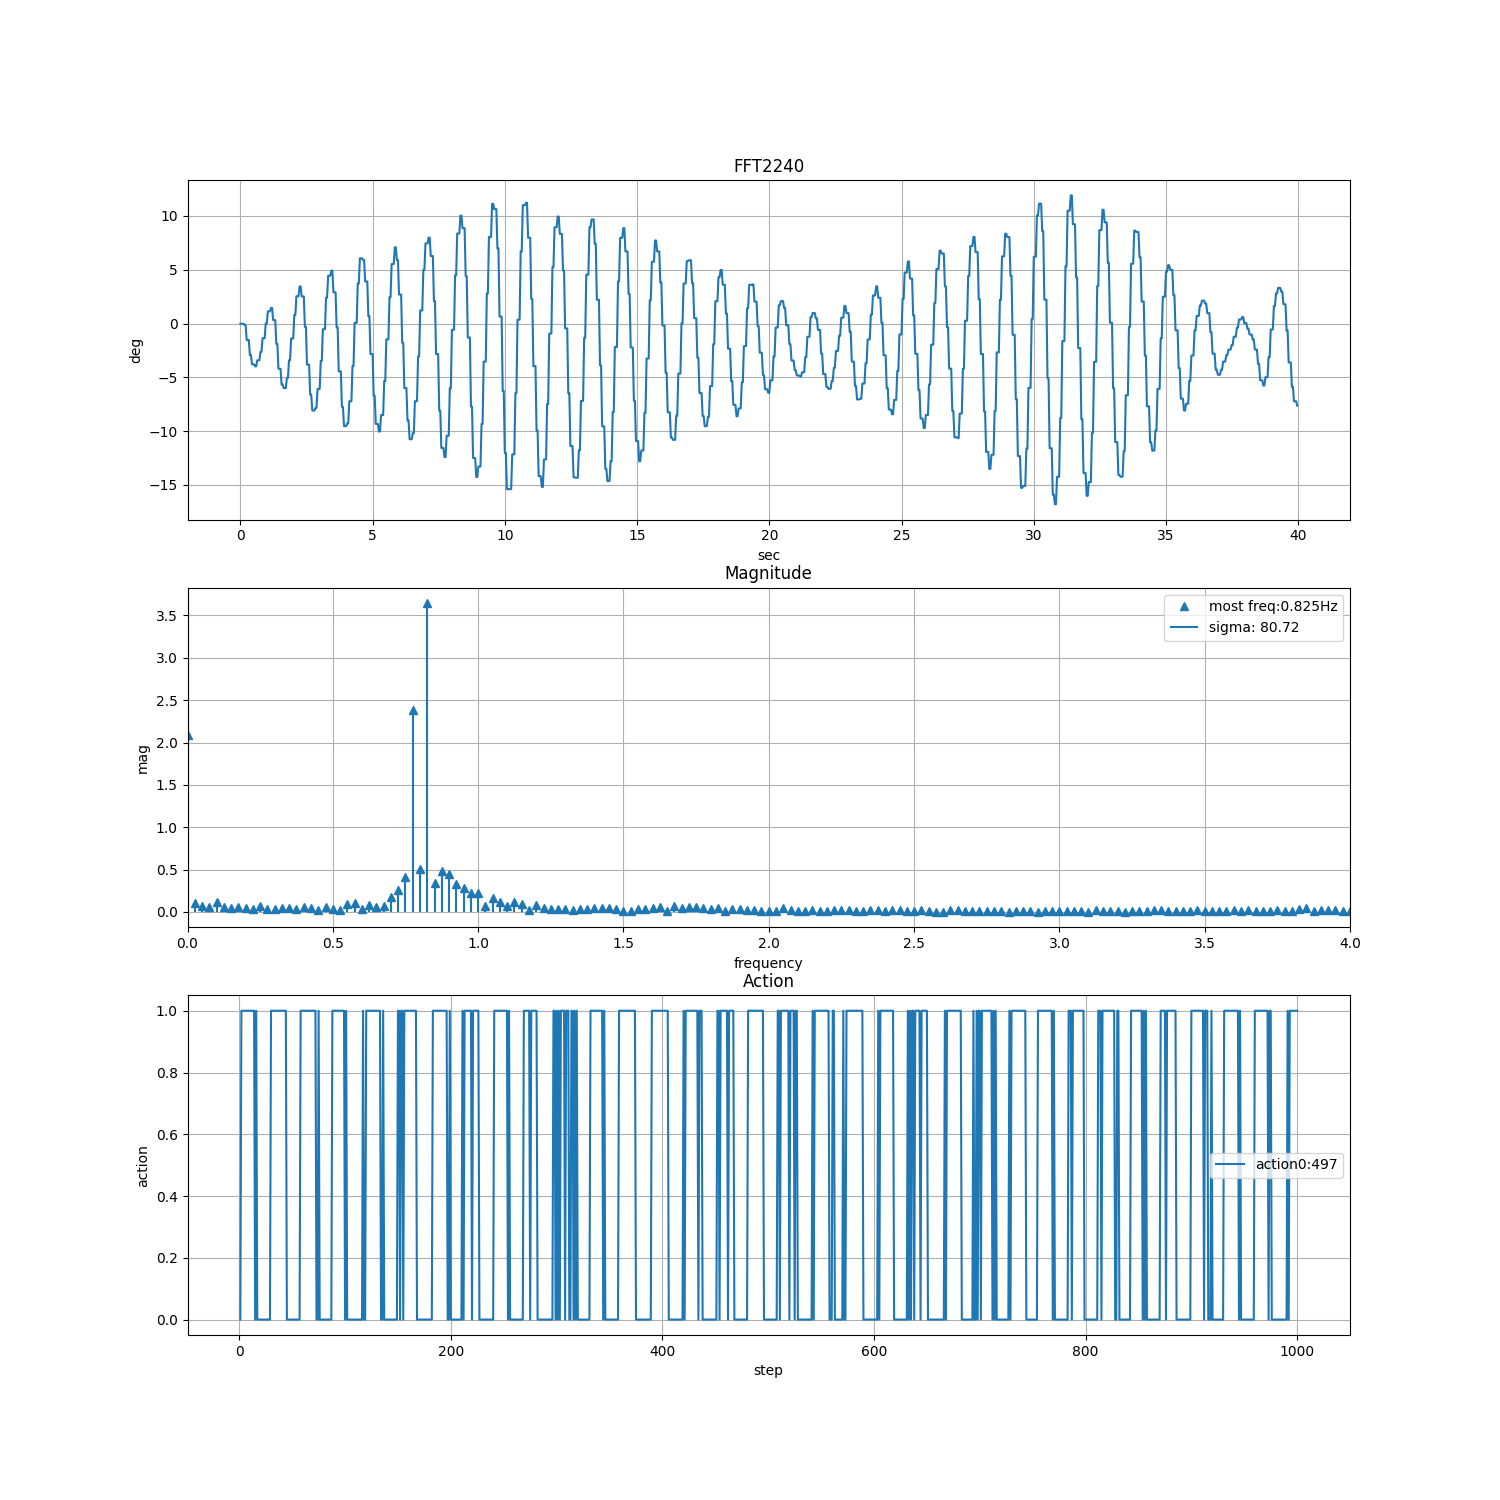 FFT2240
10
5
0
−5
−10
−15
deg
0 5 10 15 20 25 30 35 40
sec
Magnitude
3.5
3.0
2.5
2.0
1.5
1.0
0.5
0.0
mag
most freq:0.825Hz
sigma: 80.72
0.0 0.5 1.0 1.5 2.0 2.5 3.0 3.5 4.0
frequency
Action
1.0
0.8
0.6
0.4
0.2
0.0
action
action0:497
0 200 400 600 800 1000
step